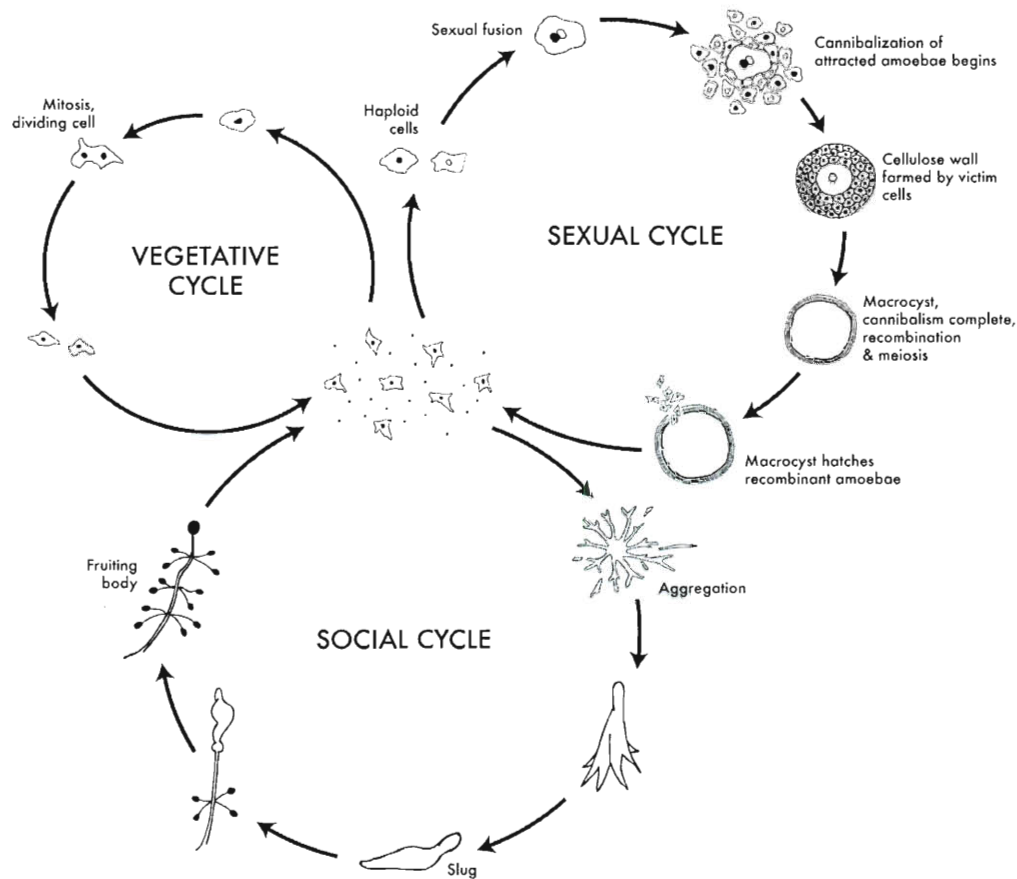 Sexual fusion
Cannibalization of
attracted amoebae begins
Mitosis,
dividing cell
Haploid
cells
Cellulose wall
farmed by victim
cells
VEGETATIVE
CYCLE
SEXUAL CYCLE
Macrocyst,
cannibalism complete,
recombination
& meiosis
Macrocyst hatches
recombinant amoebae
Fruiting
body
Aggregation
SOCIAL CYCLE
Slug